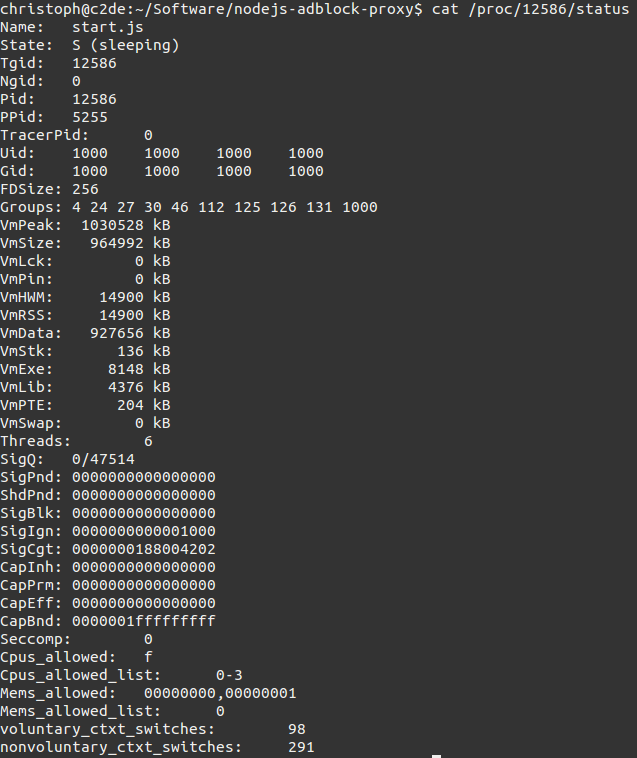 christoph@c2de:~/Software/nodejs-adblock-proxy$ cat /proc/12586/status
Name:	start.js
State:	S (sleeping)
Tgid:	12586
Ngid:	0
Pid:	12586
PPid:	5255
TracerPid:	0
Uid:	1000	1000	1000	1000
Gid:	1000	1000	1000	1000
FDSize:	256
Groups:	4 24 27 30 46 112 125 126 131 1000
VmPeak:	 1030528 kB
VmSize:	  964992 kB
VmLck:	       0 kB
VmPin:	       0 kB
VmHWM:	   14900 kB
VmRSS:	   14900 kB
VmData:	  927656 kB
VmStk:	     136 kB
VmExe:	    8148 kB
VmLib:	    4376 kB
VmPTE:	     204 kB
VmSwap:	       0 kB
Threads:	6
SigQ:	0/47514
SigPnd:	0000000000000000
ShdPnd:	0000000000000000
SigBlk:	0000000000000000
SigIgn:	0000000000001000
SigCgt:	0000000188004202
CapInh:	0000000000000000
CapPrm:	0000000000000000
CapEff:	0000000000000000
CapBnd:	0000001fffffffff
Seccomp:	0
Cpus_allowed:	f
Cpus_allowed_list:	0-3
Mems_allowed:	00000000,00000001
Mems_allowed_list:	0
voluntary_ctxt_switches:	98
nonvoluntary_ctxt_switches:	291